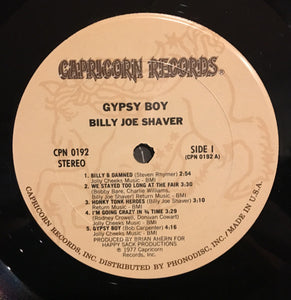 CAPRICORN RECORDS®
GYPSY BOY
BILLY JOE SHAVER
CPN 0192
STEREO
SIDE I
(CPN 0192 A)
1. BILLY B DAMNED (Steven Rhymer) 2:54
Jolly Cheeks Music - BMI
2. WE STAYED TOO LONG AT THE FAIR 3:30
(Bobby Bare, Charlie Williams,
Billy Joe Shaver) Return Music - BMI
3. HONKY TONK HEROES (Billy Joe Shaver) 3:10
Return Music - BMI
4. I'M GOING CRAZY IN ¾ TIME 3:29
(Rodney Crowell, Donivan Cowart)
Jolly Cheeks Music - BMI
5. GYPSY BOY (Bob Carpenter) 4:16
Return Music - BMI
PRODUCED BY BRIAN AHERN FOR
HAPPY SACK PRODUCTIONS
℗ 1977 Capricorn
Records, Inc.
CAPRICORN RECORDS, INC. DISTRIBUTED BY PHONODISC, INC./MADE IN U.S.A.